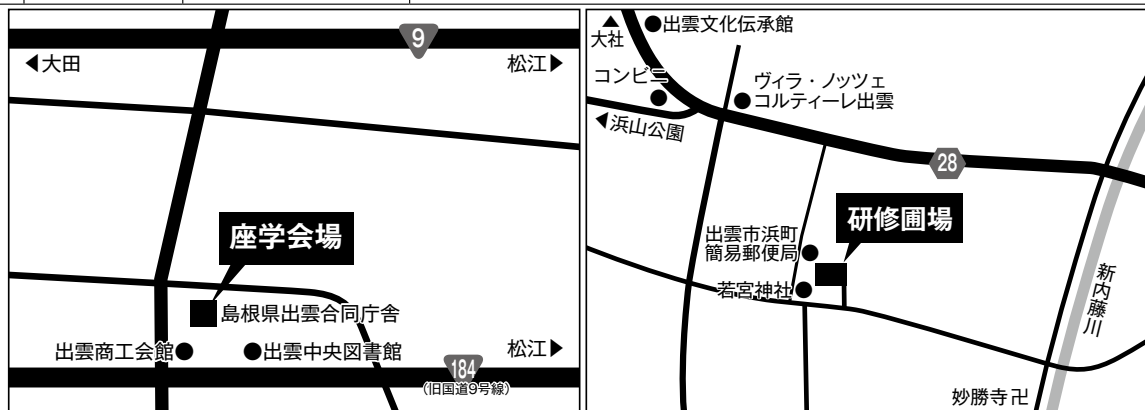 9
◀大田
松江▶
座学会場
島根県出雲合同庁舎
出雲商工会館●
●出雲中央図書館
松江▶
184
(旧国道9号線)
▲
大社
●出雲文化伝承館
コンビニ
ヴィラ・ノッツェ
コルティーレ出雲
◀浜山公園
28
研修圃場
出雲市浜町
簡易郵便局
若宮神社
新内藤川
妙勝寺卍